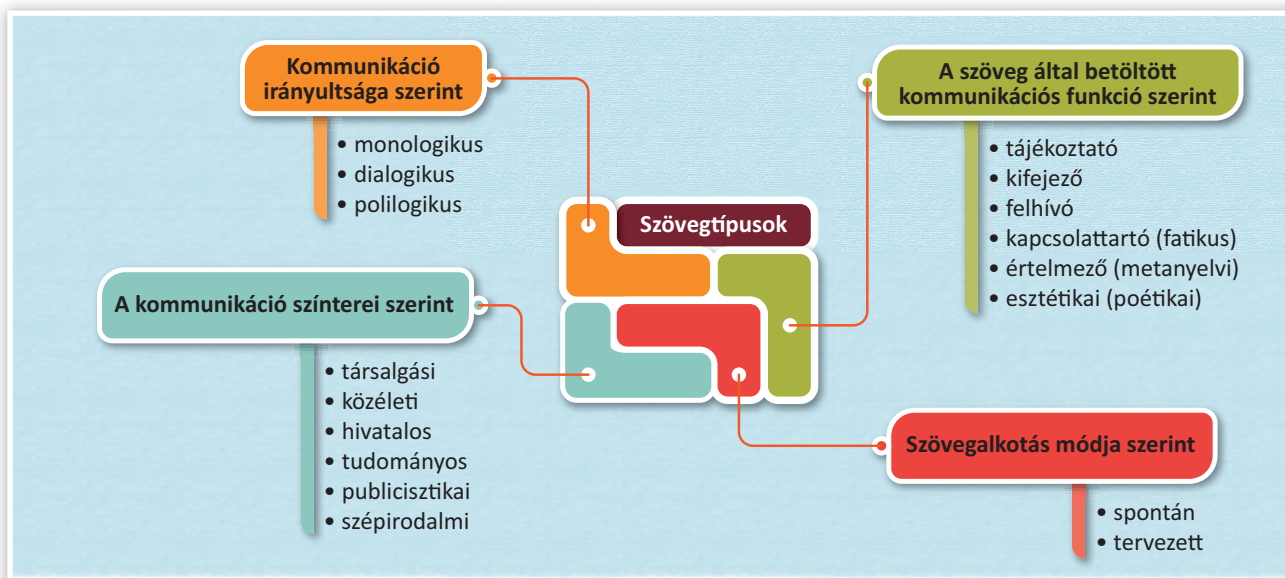 Kommunikáció
irányultsága szerint
• monologikus
• dialogikus
• polilogikus
A szöveg által betöltött
kommunikációs funkció szerint
• tájékoztató
• kifejező
• felhívó
• kapcsolattartó (fatikus)
• értelmező (metanyelvi)
• esztétikai (poétikai)
Szövegtípusok
A kommunikáció színterei szerint
• társalgási
• közéleti
• hivatalos
• tudományos
• publicisztikai
• szépirodalmi
Szövegalkotás módja szerint
• spontán
• tervezett